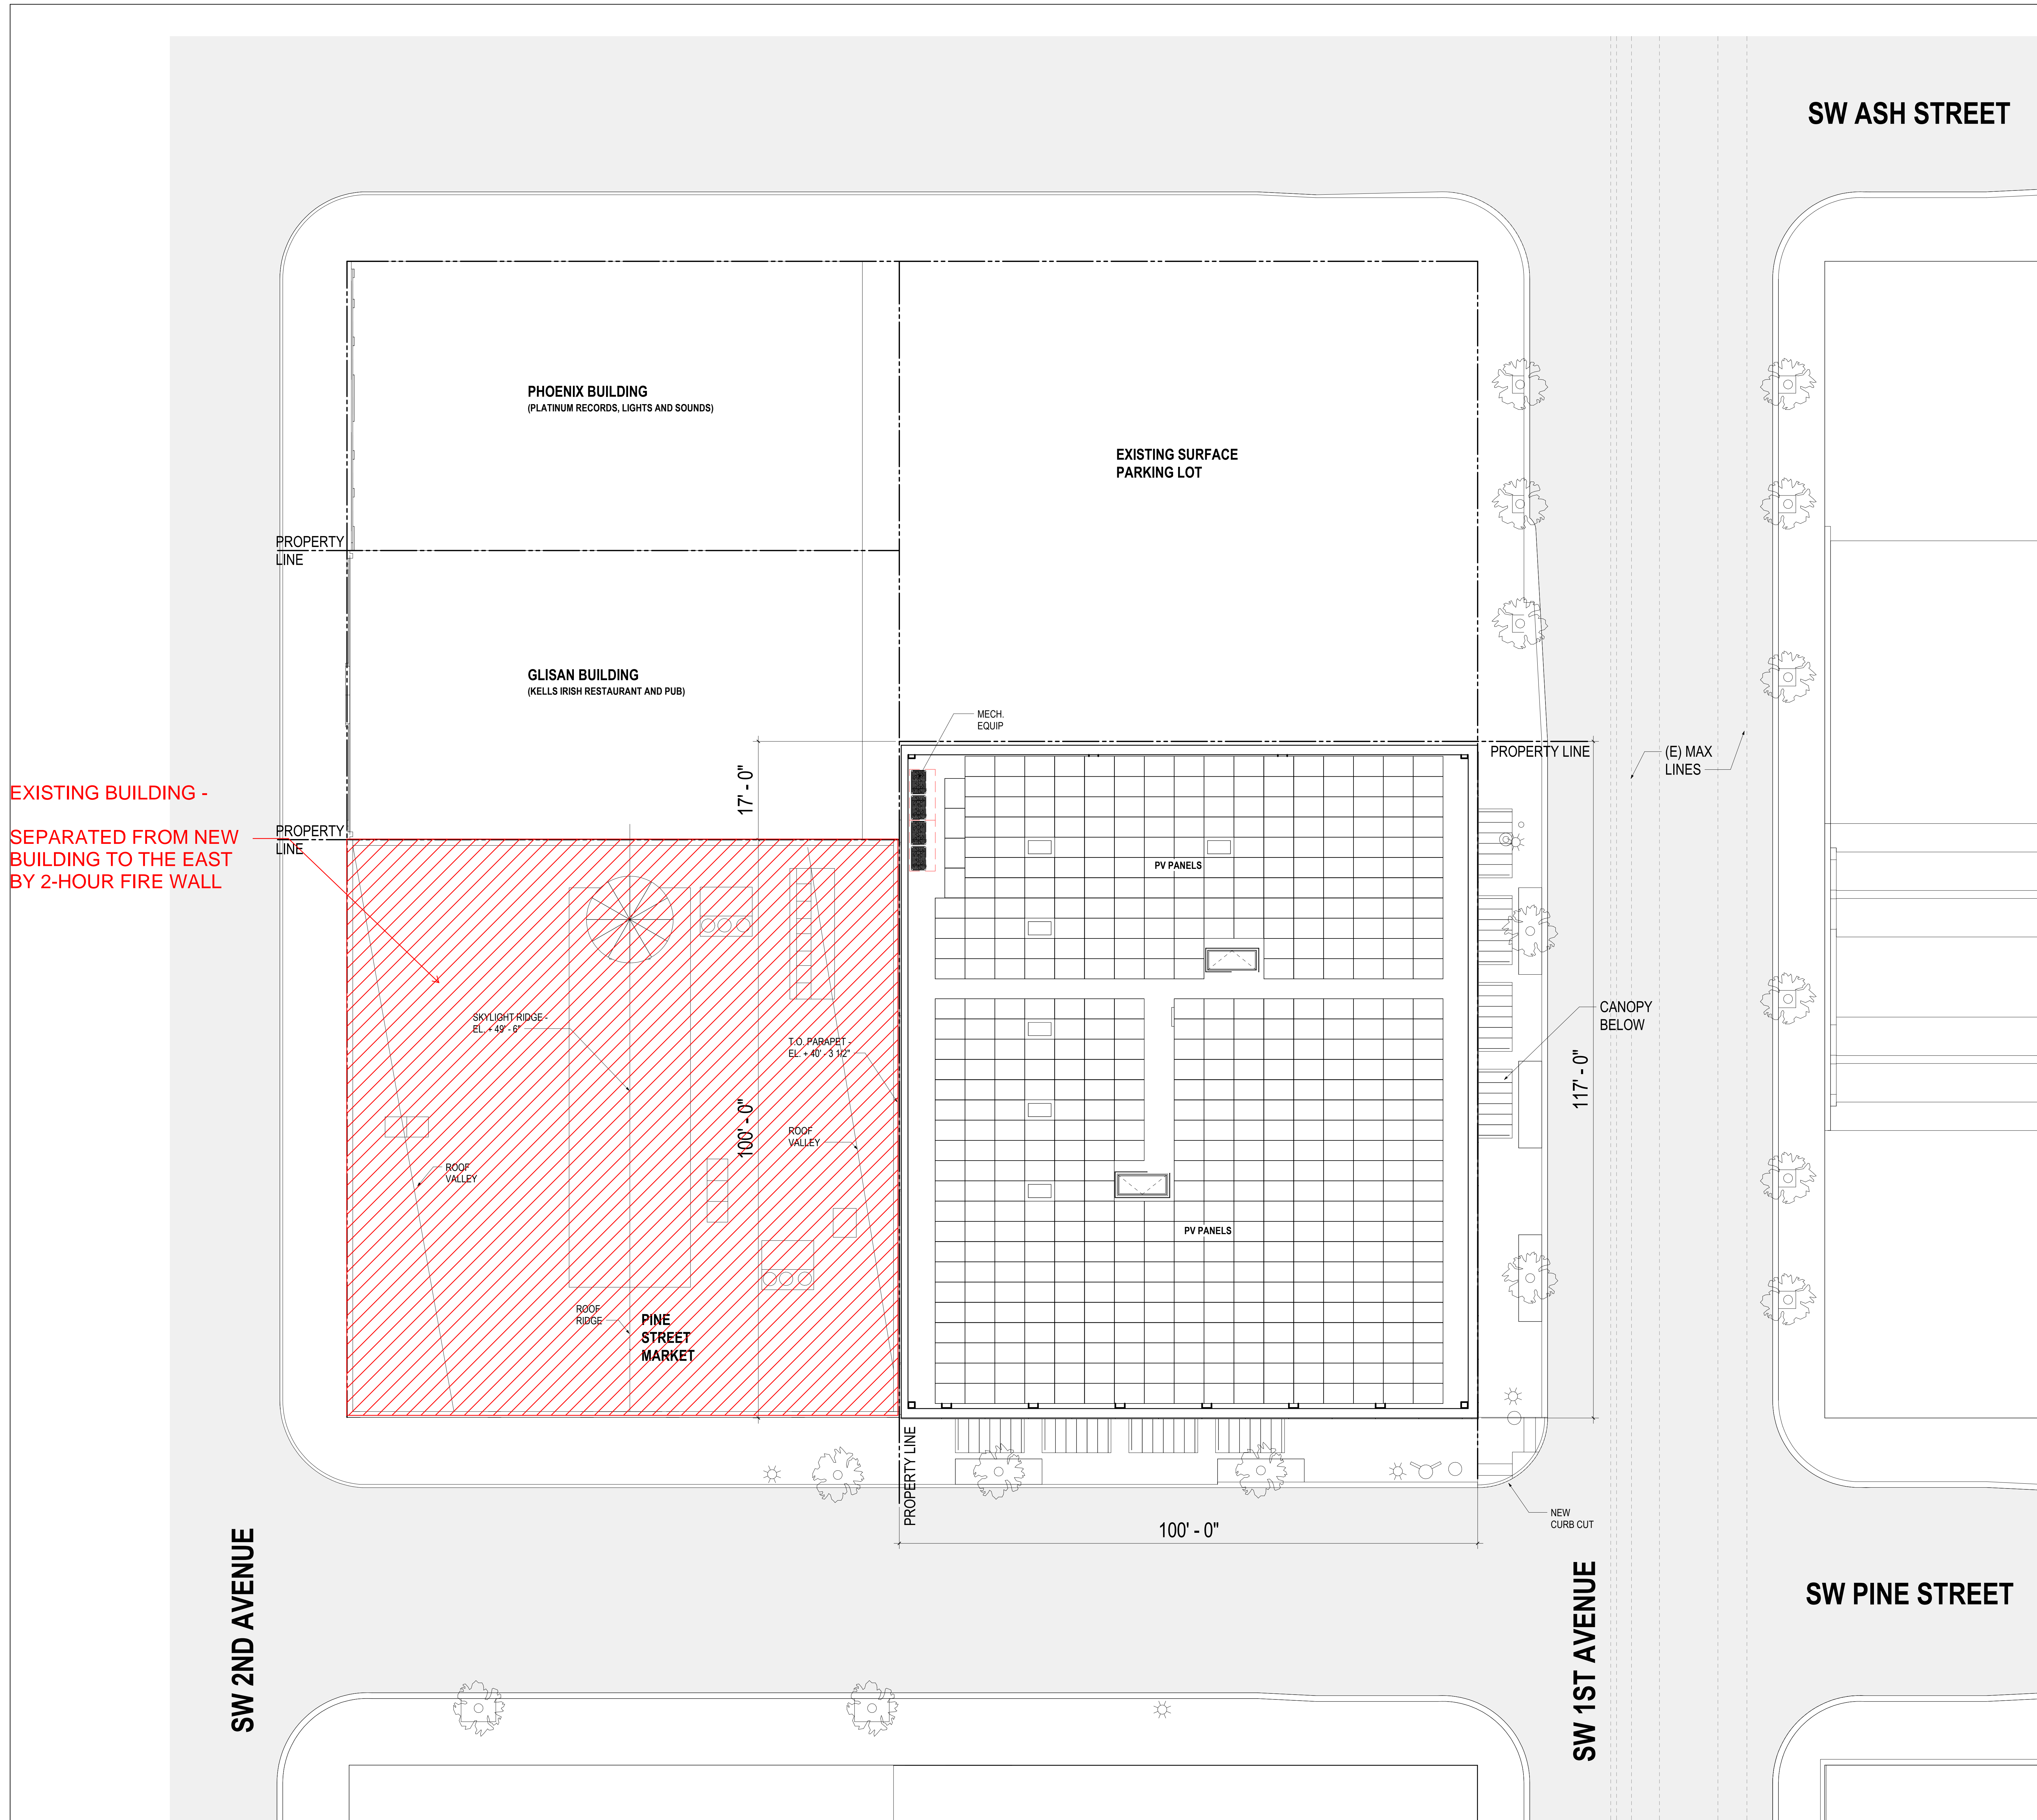 SW ASH STREET
PHOENIX BUILDING
(PLATINUM RECORDS, LIGHTS AND SOUNDS)
EXISTING SURFACE
PARKING LOT
PROPERTY
LINE
GLISAN BUILDING
(KELLS IRISH RESTAURANT AND PUB)
MECH.
EQUIP
PROPERTY LINE
(E) MAX
LINES
17' - 0"
EXISTING BUILDING -
SEPARATED FROM NEW
BUILDING TO THE EAST
BY 2-HOUR FIRE WALL
PROPERTY
LINE
PV PANELS
SKYLIGHT RIDGE -
EL. + 49' - 6"
T.O. PARAPET -
EL. + 40' - 3 1/2"
CANOPY
BELOW
117' - 0"
100' - 0"
ROOF
VALLEY
ROOF
VALLEY
PV PANELS
ROOF
RIDGE
PINE
STREET
MARKET
PROPERTY LINE
NEW
CURB CUT
100' - 0"
SW 2ND AVENUE
SW 1ST AVENUE
SW PINE STREET